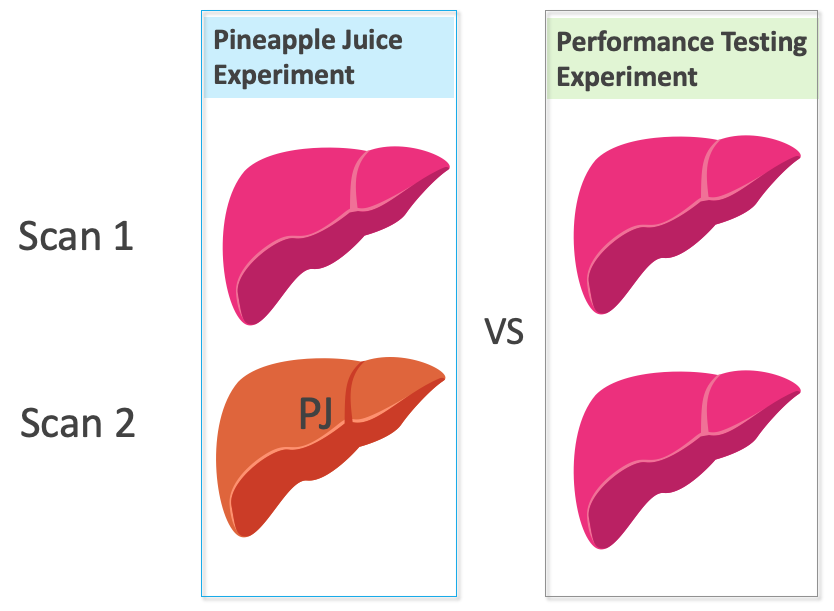 Pineapple Juice
Experiment
Performance Testing
Experiment
Scan 1
VS
Scan 2
PJ